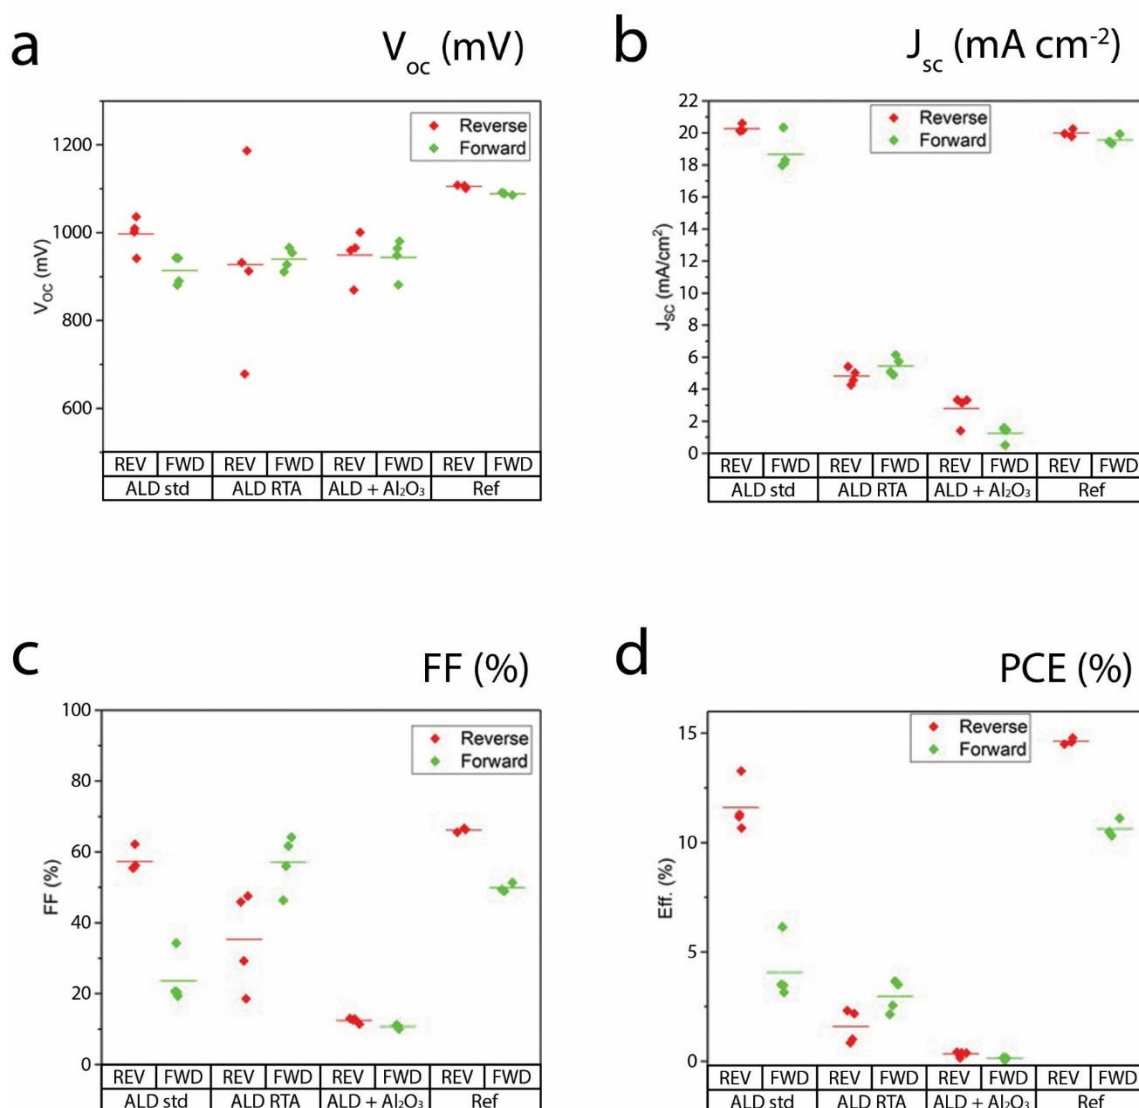 a
V_oc (mV)
1200
1000
800
600
V_OC (mV)
Reverse
Forward
REV FWD REV FWD REV FWD REV FWD
ALD std ALD RTA ALD + Al₂O₃ Ref
b
J_sc (mA cm⁻²)
22
20
18
16
14
12
10
8
6
4
2
0
J_SC (mA/cm²)
Reverse
Forward
REV FWD REV FWD REV FWD REV FWD
ALD std ALD RTA ALD + Al₂O₃ Ref
c
FF (%)
100
80
60
40
20
0
FF (%)
Reverse
Forward
REV FWD REV FWD REV FWD REV FWD
ALD std ALD RTA ALD + Al₂O₃ Ref
d
PCE (%)
15
10
5
0
Eff. (%)
Reverse
Forward
REV FWD REV FWD REV FWD REV FWD
ALD std ALD RTA ALD + Al₂O₃ Ref